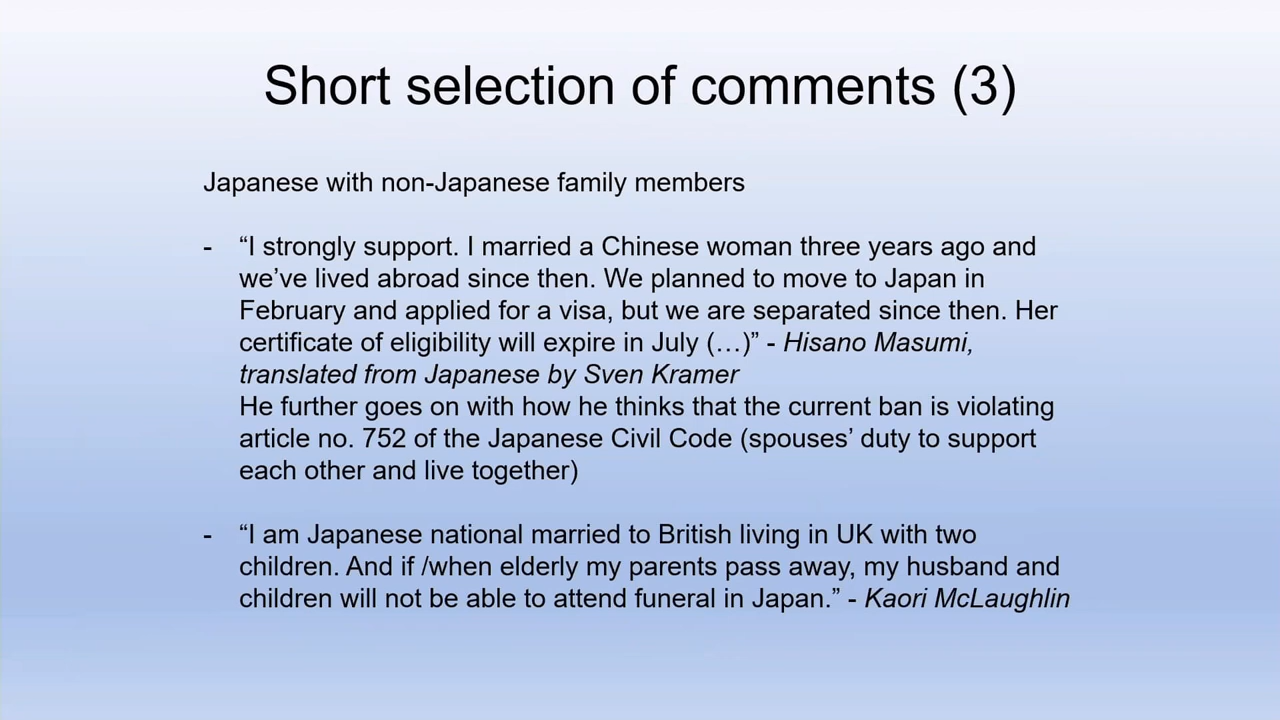 Short selection of comments (3)
Japanese with non-Japanese family members
- “I strongly support. I married a Chinese woman three years ago and
we’ve lived abroad since then. We planned to move to Japan in
February and applied for a visa, but we are separated since then. Her
certificate of eligibility will expire in July (…)” - Hisano Masumi,
translated from Japanese by Sven Kramer
He further goes on with how he thinks that the current ban is violating
article no. 752 of the Japanese Civil Code (spouses’ duty to support
each other and live together)
- “I am Japanese national married to British living in UK with two
children. And if /when elderly my parents pass away, my husband and
children will not be able to attend funeral in Japan.” - Kaori McLaughlin